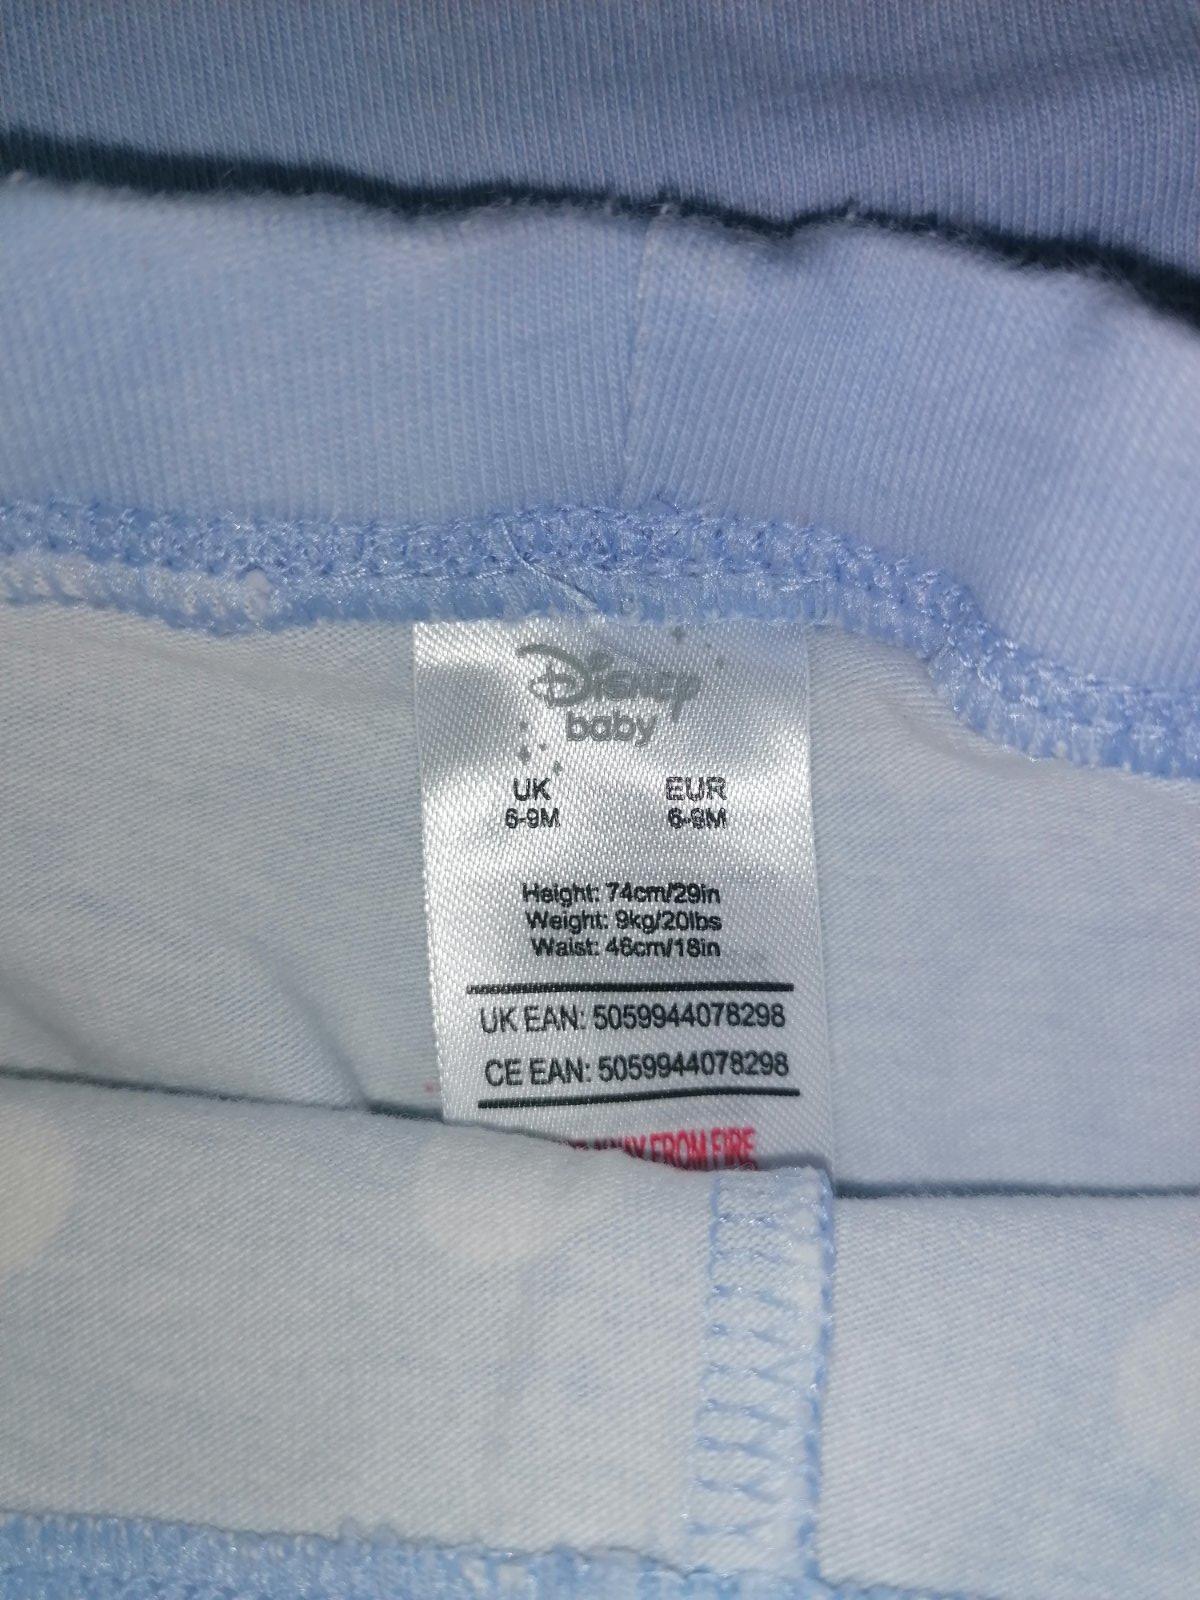 Disney
baby
UK EUR
6-9M 6-9M
Height: 74cm/29in
Weight: 9kg/20lbs
Waist: 46cm/18in
UK EAN: 5059944078298
CE EAN: 5059944078298
AWAY FROM FIRE